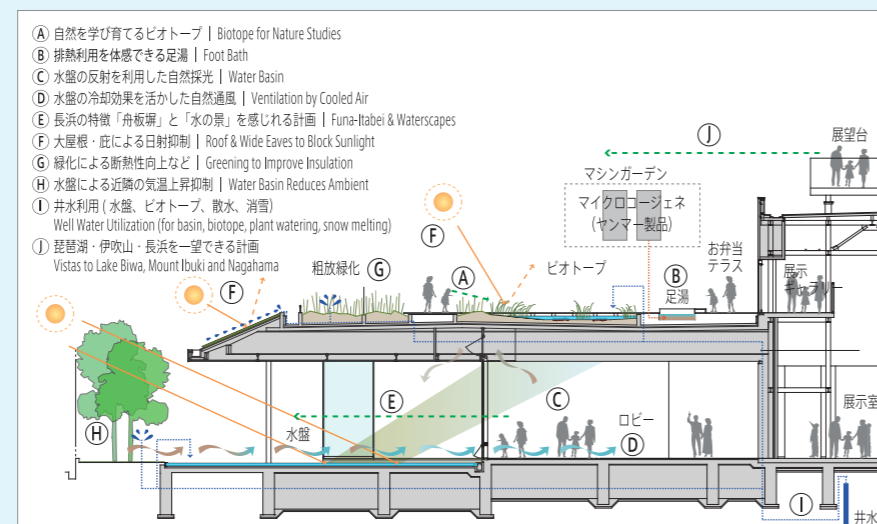 Ⓐ 自然を学び育てるビオトープ | Biotope for Nature Studies
Ⓑ 排熱利用を体感できる足湯 | Foot Bath
Ⓒ 水盤の反射を利用した自然採光 | Water Basin
Ⓓ 水盤の冷却効果を活かした自然通風 | Ventilation by Cooled Air
Ⓔ 長浜の特徴「舟板塀」と「水の景」を感じれる計画 | Funa-Itabei & Waterscapes
Ⓕ 大屋根・庇による日射抑制 | Roof & Wide Eaves to Block Sunlight
Ⓖ 緑化による断熱性向上など | Greening to Improve Insulation
Ⓗ 水盤による近隣の気温上昇抑制 | Water Basin Reduces Ambient
Ⓘ 井水利用 ( 水盤、ビオトープ、散水、消雪)
Well Water Utilization (for basin, biotope, plant watering, snow melting)
Ⓙ 琵琶湖・伊吹山・長浜を一望できる計画
Vistas to Lake Biwa, Mount Ibuki and Nagahama
Ⓙ
展望台
マシンガーデン
マイクロコージェネ
(ヤンマー製品)
Ⓕ
粗放緑化
Ⓖ
Ⓐ
ビオトープ
Ⓑ
足湯
お弁当
テラス
展示
ギャラリー
Ⓕ
Ⓔ
Ⓒ
Ⓗ
水盤
ロビー
Ⓓ
展示室
Ⓘ
井水